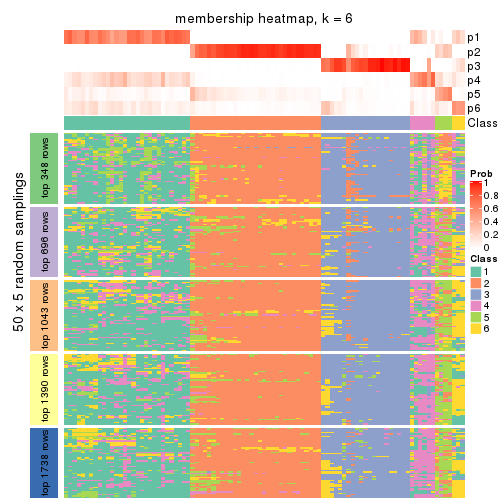 membership heatmap, k = 6
p1
p2
p3
p4
p5
p6
Class
50 x 5 random samplings
top 348 rows
top 696 rows
top 1043 rows
top 1390 rows
top 1738 rows
Prob
1
0.8
0.6
0.4
0.2
0
Class
1
2
3
4
5
6